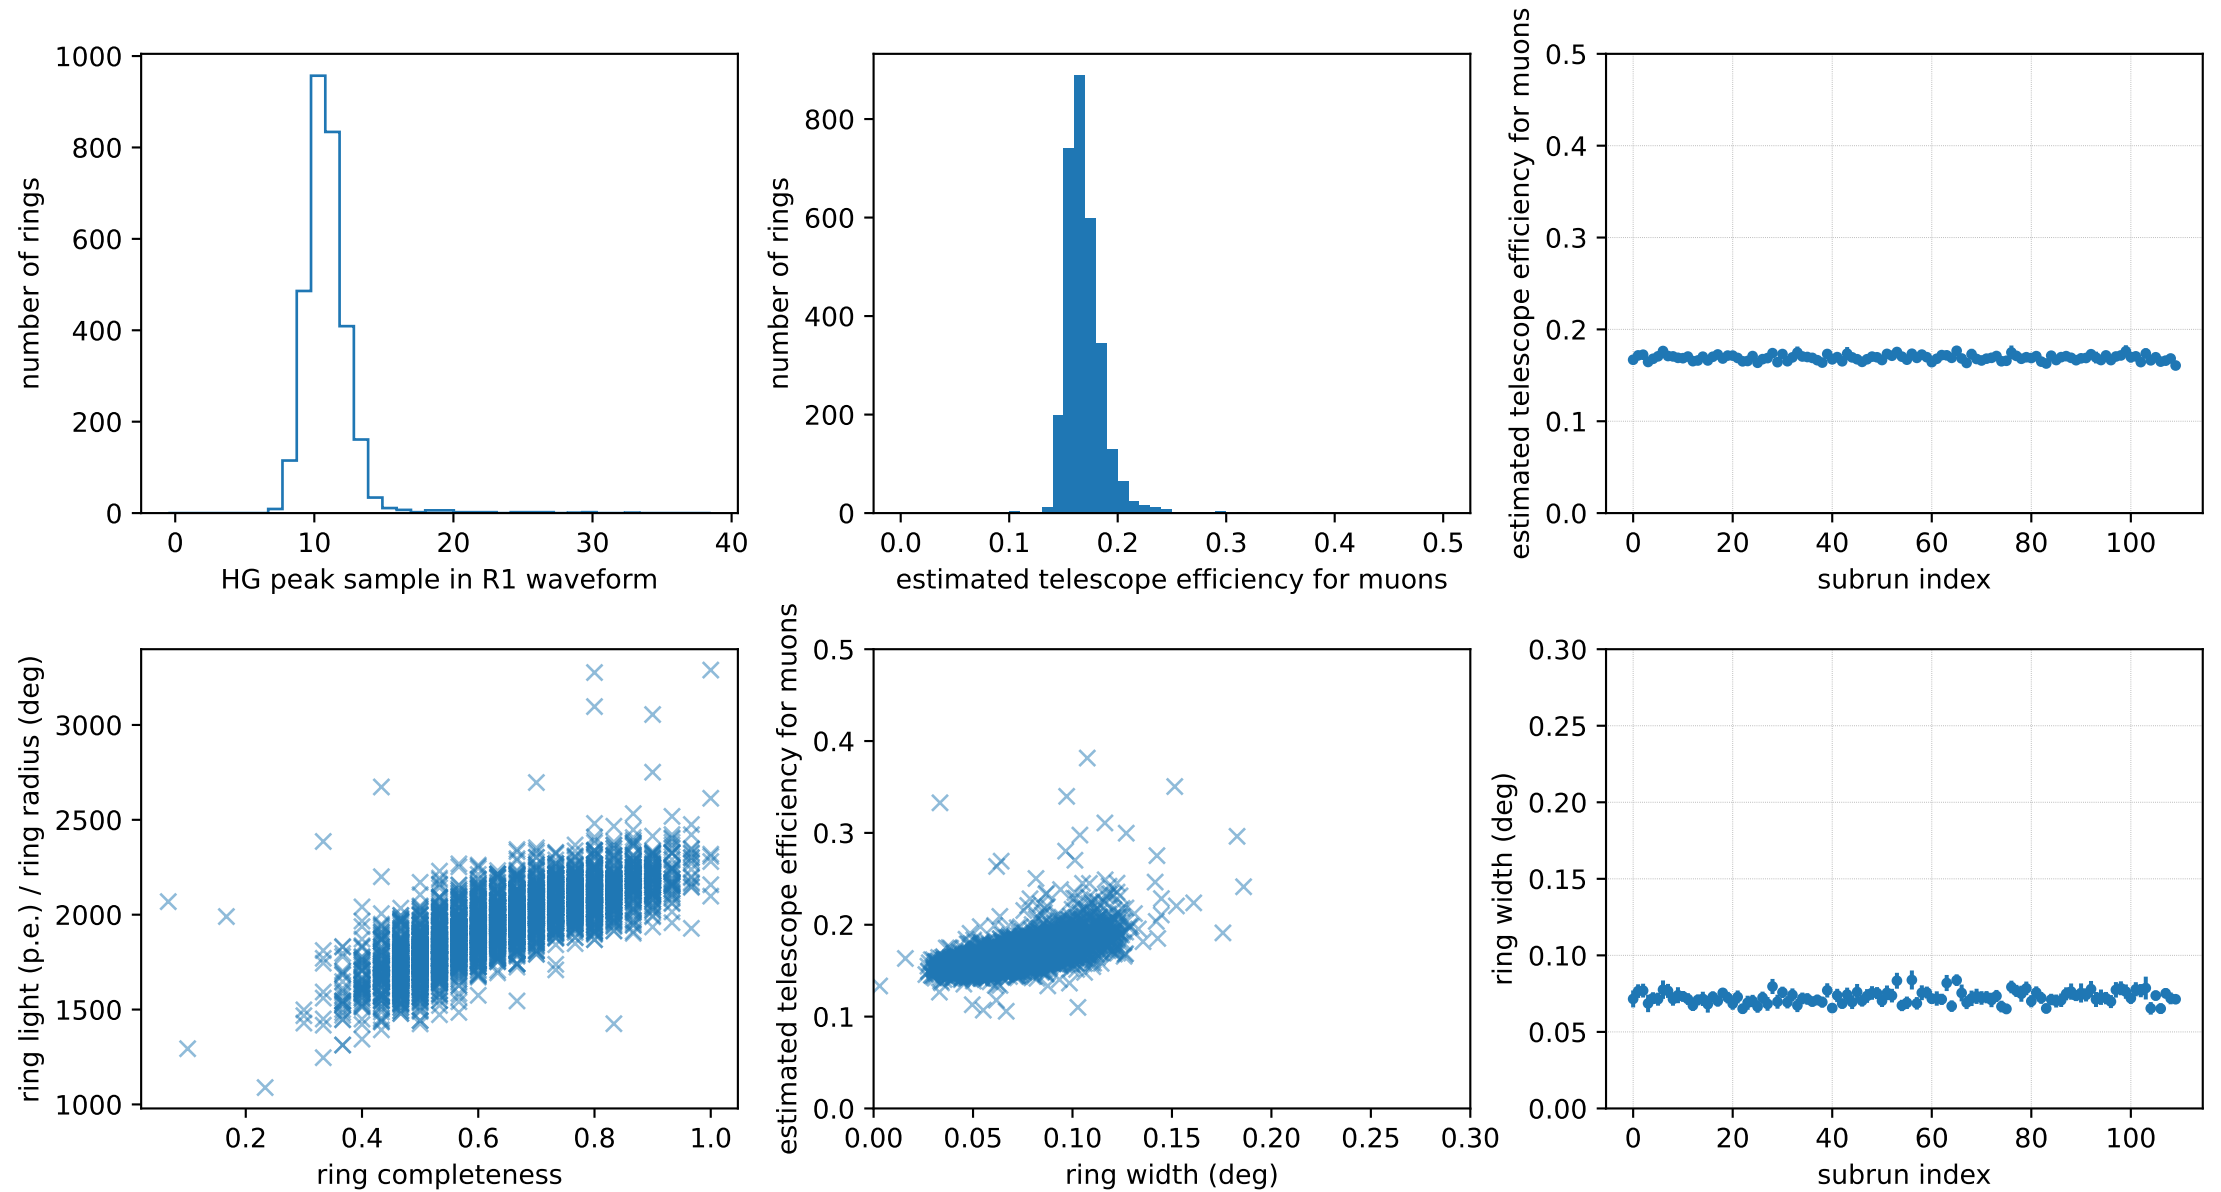 1000
800
600
400
200
0
number of rings
0 10 20 30 40
HG peak sample in R1 waveform
800
600
400
200
0
number of rings
0.0 0.1 0.2 0.3 0.4 0.5
estimated telescope efficiency for muons
0.5
0.4
0.3
0.2
0.1
0.0
estimated telescope efficiency for muons
0 20 40 60 80 100
subrun index
3000
2500
2000
1500
1000
ring light (p.e.) / ring radius (deg)
0.2 0.4 0.6 0.8 1.0
ring completeness
0.5
0.4
0.3
0.2
0.1
0.0
estimated telescope efficiency for muons
0.00 0.05 0.10 0.15 0.20 0.25 0.30
ring width (deg)
0.30
0.25
0.20
0.15
0.10
0.05
0.00
ring width (deg)
0 20 40 60 80 100
subrun index